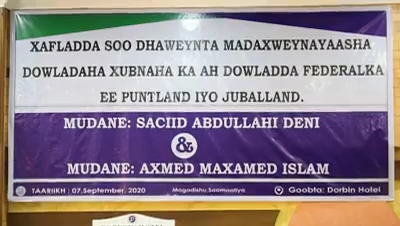 XAFLADDA SOO DHAWEYNTA MADAXWEYNAYAASHA
DOWLADAHA XUBNAHA KA AH DOWLADDA FEDERALKA
EE PUNTLAND IYO JUBALLAND.
MUDANE: SACIID ABDULLAHI DENI
&
MUDANE: AXMED MAXAMED ISLAM
TAARIIKH : 07.September. 2020 Mogadishu Soomaaliya Goobta: Dorbin Hotel